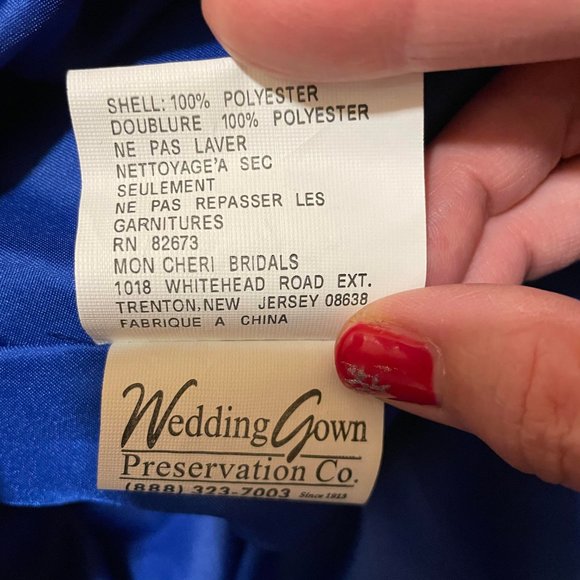 SHELL: 100% POLYESTER
DOUBLURE 100% POLYESTER
NE PAS LAVER
NETTOYAGE'A SEC
SEULEMENT
NE PAS REPASSER LES
GARNITURES
RN 82673
MON CHERI BRIDALS
1018 WHITEHEAD ROAD EXT.
TRENTON, NEW JERSEY 08638
FABRIQUE A CHINA
Wedding Gown
Preservation Co.
(888) 323-7003 Since 1913